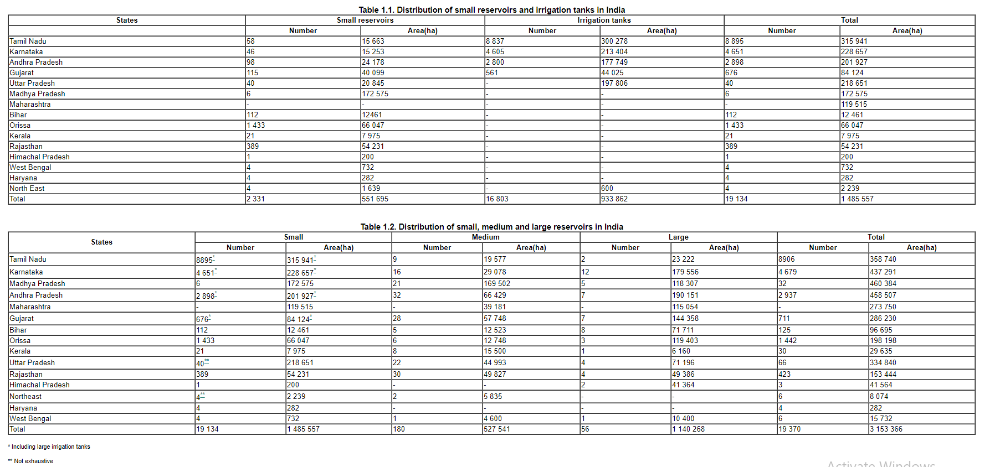 Table 1.1. Distribution of small reservoirs and irrigation tanks in India
States Small reservoirs Irrigation tanks Total
Number Area(ha) Number Area(ha) Number Area(ha)
Tamil Nadu 58 15 663 8 837 300 278 8 895 315 941
Karnataka 46 15 253 4 605 213 404 4 651 228 657
Andhra Pradesh 98 24 178 2 800 177 749 2 898 201 927
Gujarat 115 40 099 561 44 025 676 84 124
Uttar Pradesh 40 20 845 - 197 806 40 218 651
Madhya Pradesh 6 172 575 - - 6 172 575
Maharashtra - - - - - 119 515
Bihar 112 12461 - - 112 12 461
Orissa 1 433 66 047 - - 1 433 66 047
Kerala 21 7 975 - - 21 7 975
Rajasthan 389 54 231 - - 389 54 231
Himachal Pradesh 1 200 - - 1 200
West Bengal 4 732 - - 4 732
Haryana 4 282 - - 4 282
North East 4 1 639 - 600 4 2 239
Total 2 331 551 695 16 803 933 862 19 134 1 485 557
Table 1.2. Distribution of small, medium and large reservoirs in India
States Small Medium Large Total
Number Area(ha) Number Area(ha) Number Area(ha) Number Area(ha)
Tamil Nadu 8895* 315 941* 9 19 577 2 23 222 8906 358 740
Karnataka 4 651* 228 657* 16 29 078 12 179 556 4 679 437 291
Madhya Pradesh 6 172 575 21 169 502 5 118 307 32 460 384
Andhra Pradesh 2 898* 201 927* 32 66 429 7 190 151 2 937 458 507
Maharashtra - 119 515 - 39 181 - 115 054 - 273 750
Gujarat 676* 84 124* 28 57 748 7 144 358 711 286 230
Bihar 112 12 461 5 12 523 8 71 711 125 96 695
Orissa 1 433 66 047 6 12 748 3 119 403 1 442 198 198
Kerala 21 7 975 8 15 500 1 6 160 30 29 635
Uttar Pradesh 40** 218 651 22 44 993 4 71 196 66 334 840
Rajasthan 389 54 231 30 49 827 4 49 386 423 153 444
Himachal Pradesh 1 200 - - 2 41 364 3 41 564
Northeast 4** 2 239 2 5 835 - - 6 8 074
Haryana 4 282 - - - - 4 282
West Bengal 4 732 1 4 600 1 10 400 6 15 732
Total 19 134 1 485 557 180 527 541 56 1 140 268 19 370 3 153 366
* Including large irrigation tanks
** Not exhaustive
Activate Windows